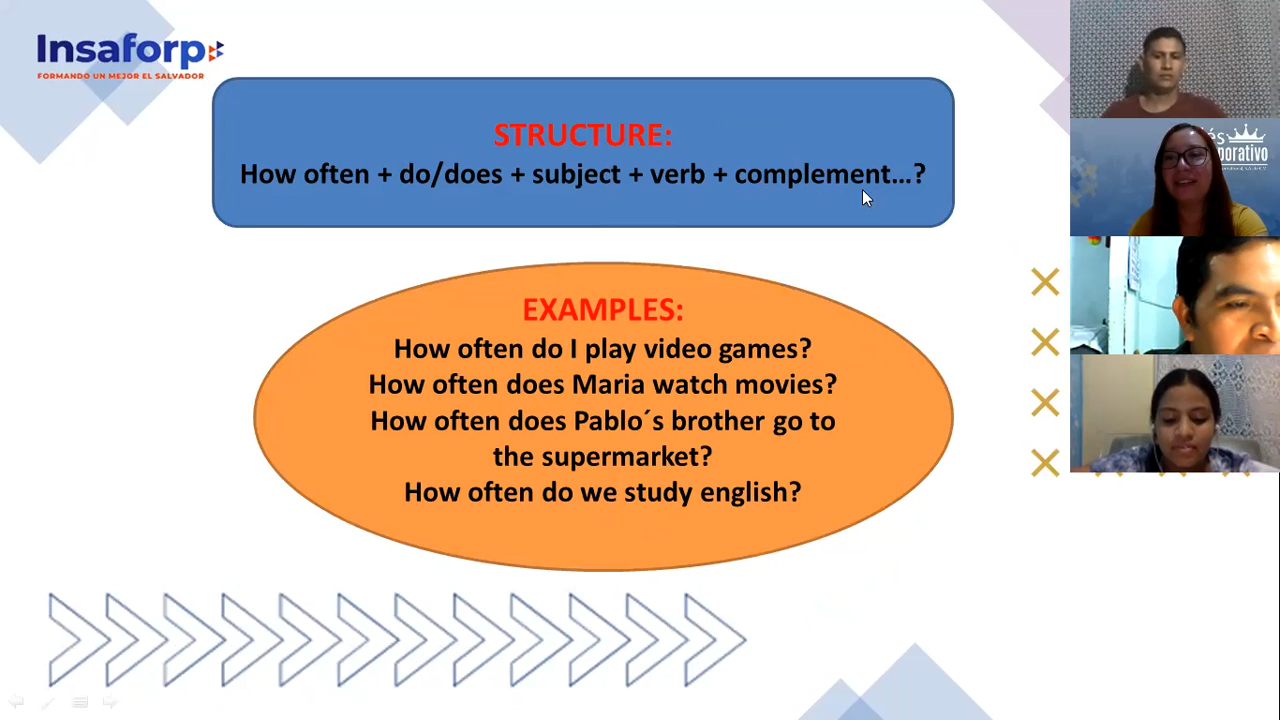 Insaforp
FORMANDO UN MEJOR EL SALVADOR
STRUCTURE:
How often + do/does + subject + verb + complement...?
EXAMPLES:
How often do I play video games?
How often does Maria watch movies?
How often does Pablo´s brother go to
the supermarket?
How often do we study english?
és
porativo